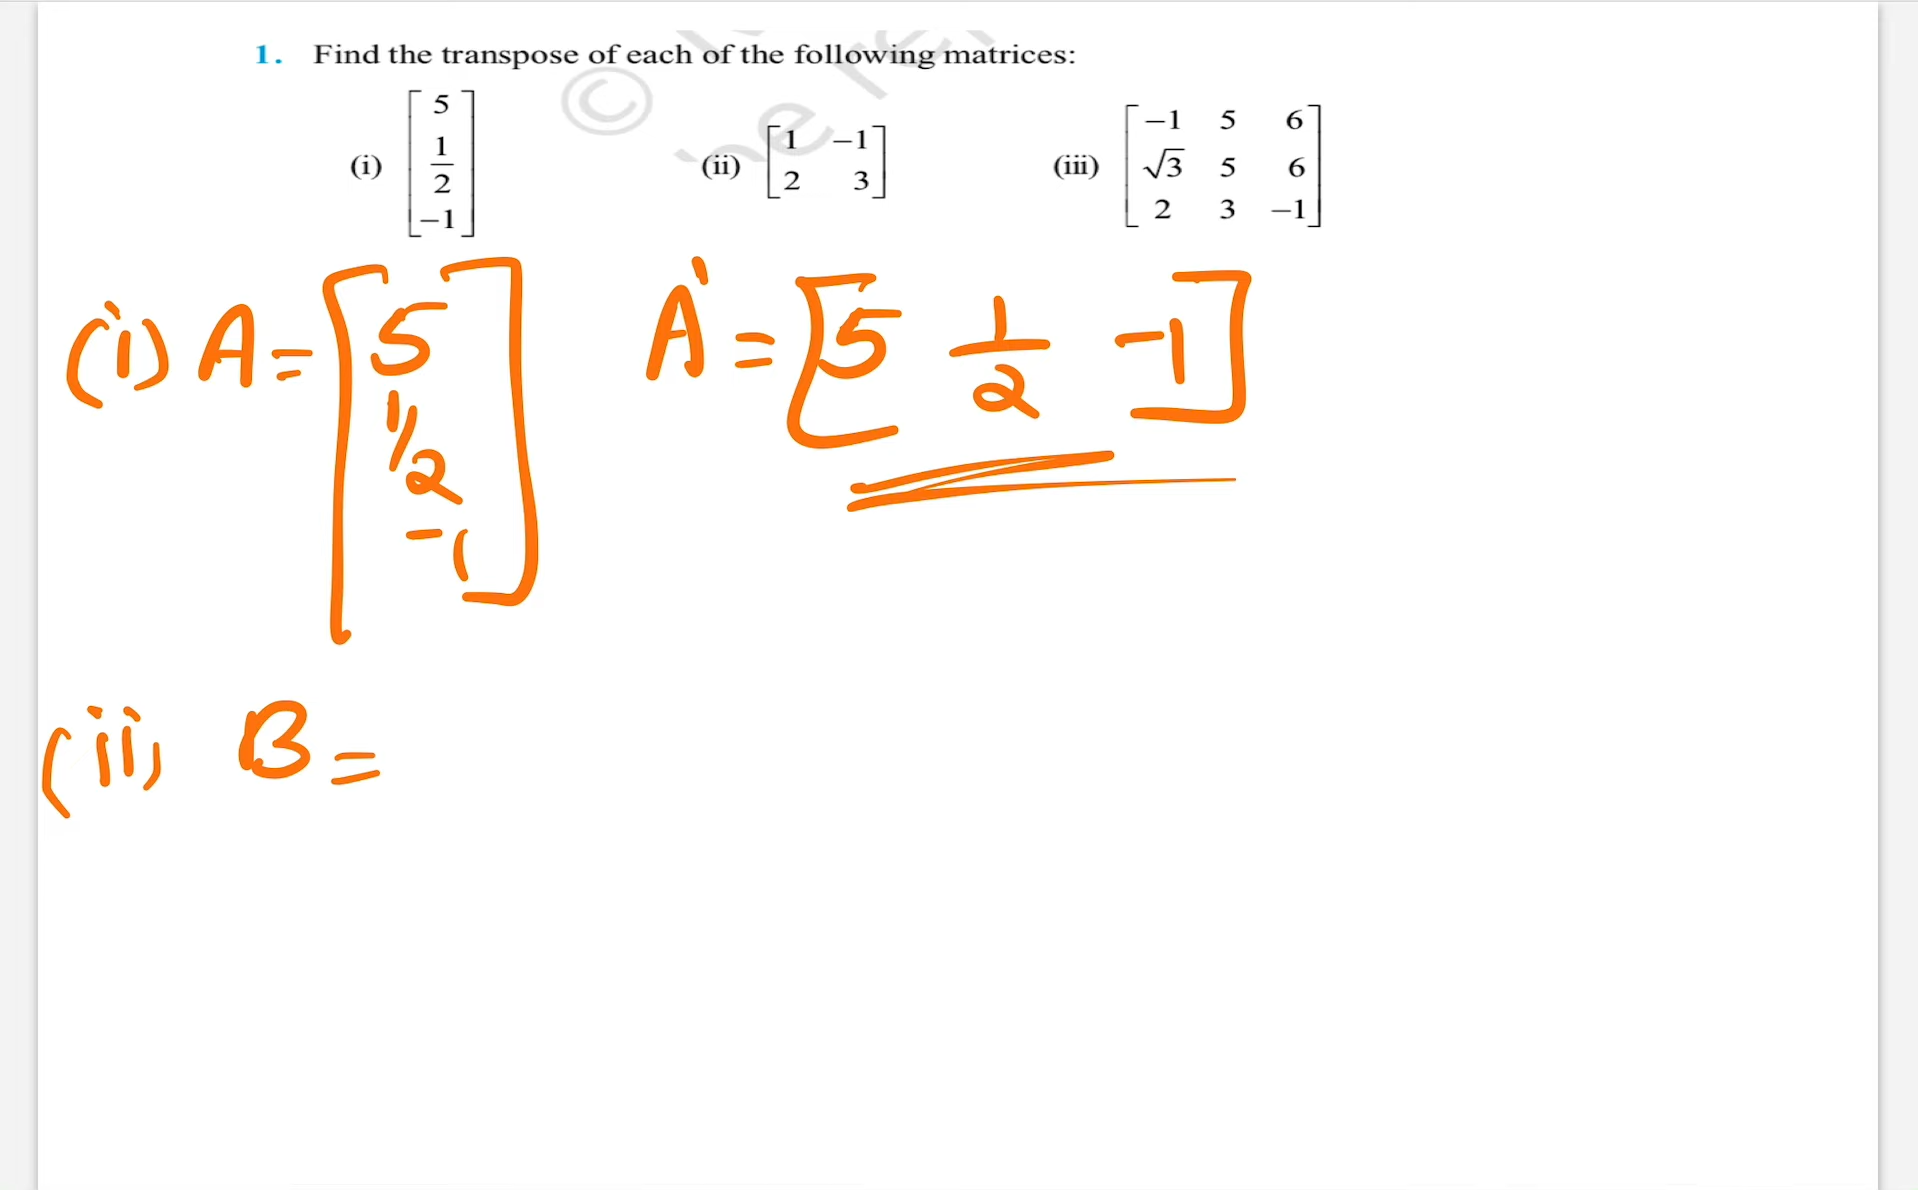 1. Find the transpose of each of the following matrices:
(i) [5 1/2 −1] (ii) [1 −1 2 3] (iii) [−1 5 6 √3 5 6 2 3 −1]
(i) A = [5 1/2 -1] A' = [5 1/2 -1]
(ii) B =